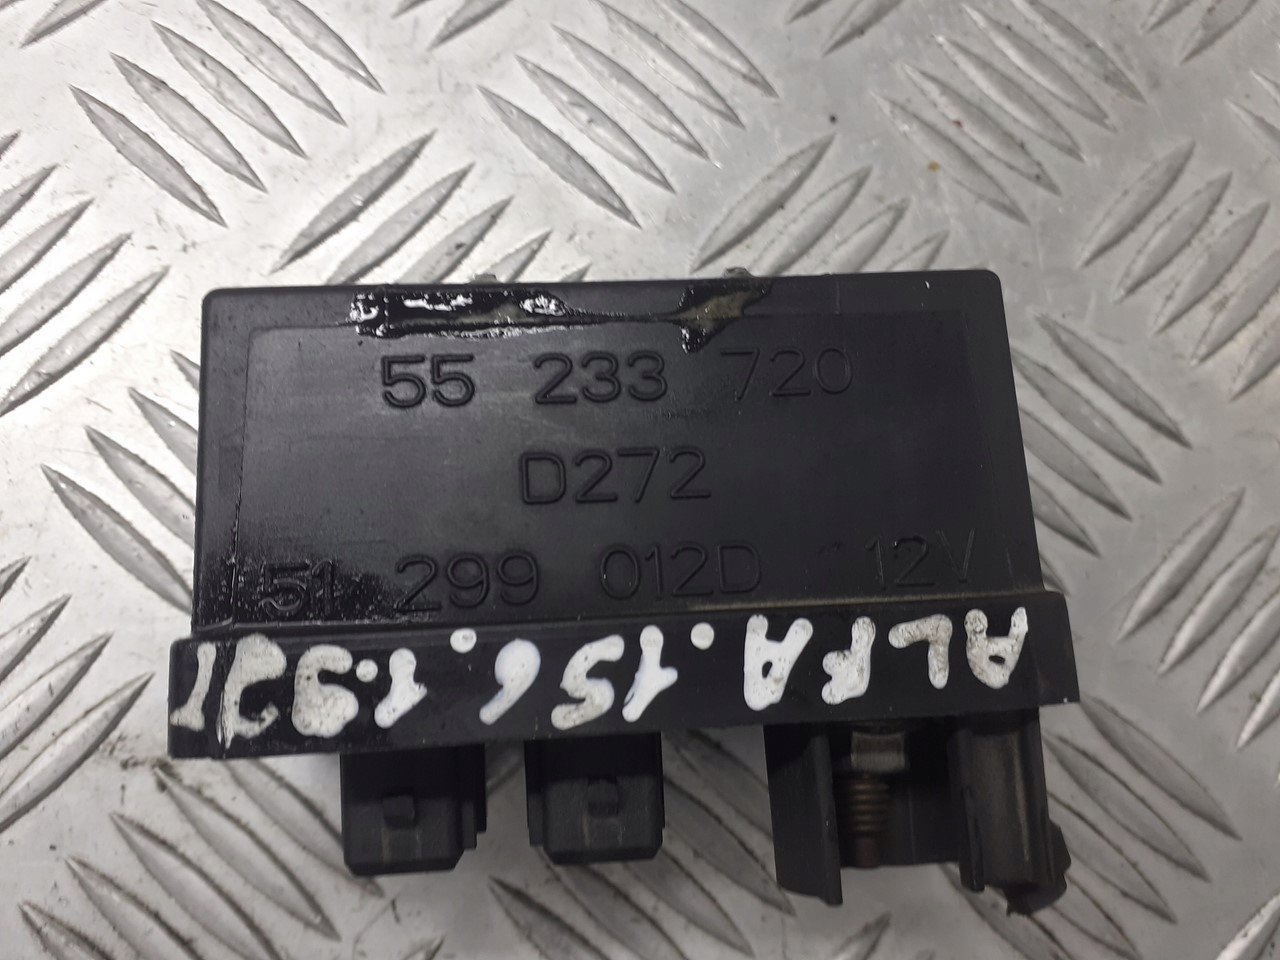 55 233 720
D272
51 299 012D 12V
ALFA.156.1.9JT